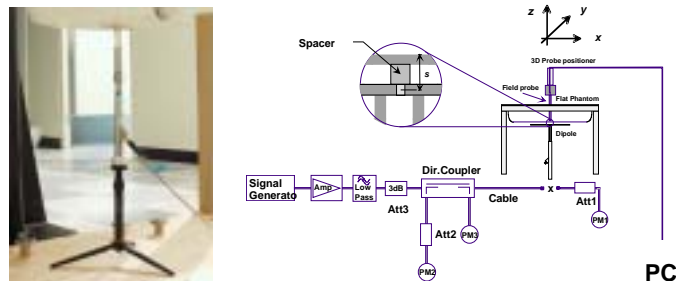 z
y
x
3D Probe positioner
Spacer
s
Field probe
Flat Phantom
Dipole
Dir.Coupler
Signal
Generato
Amp
Low
Pass
3dB
Cable
x
Att3
Att1
PM1
Att2
PM3
PM2
PC